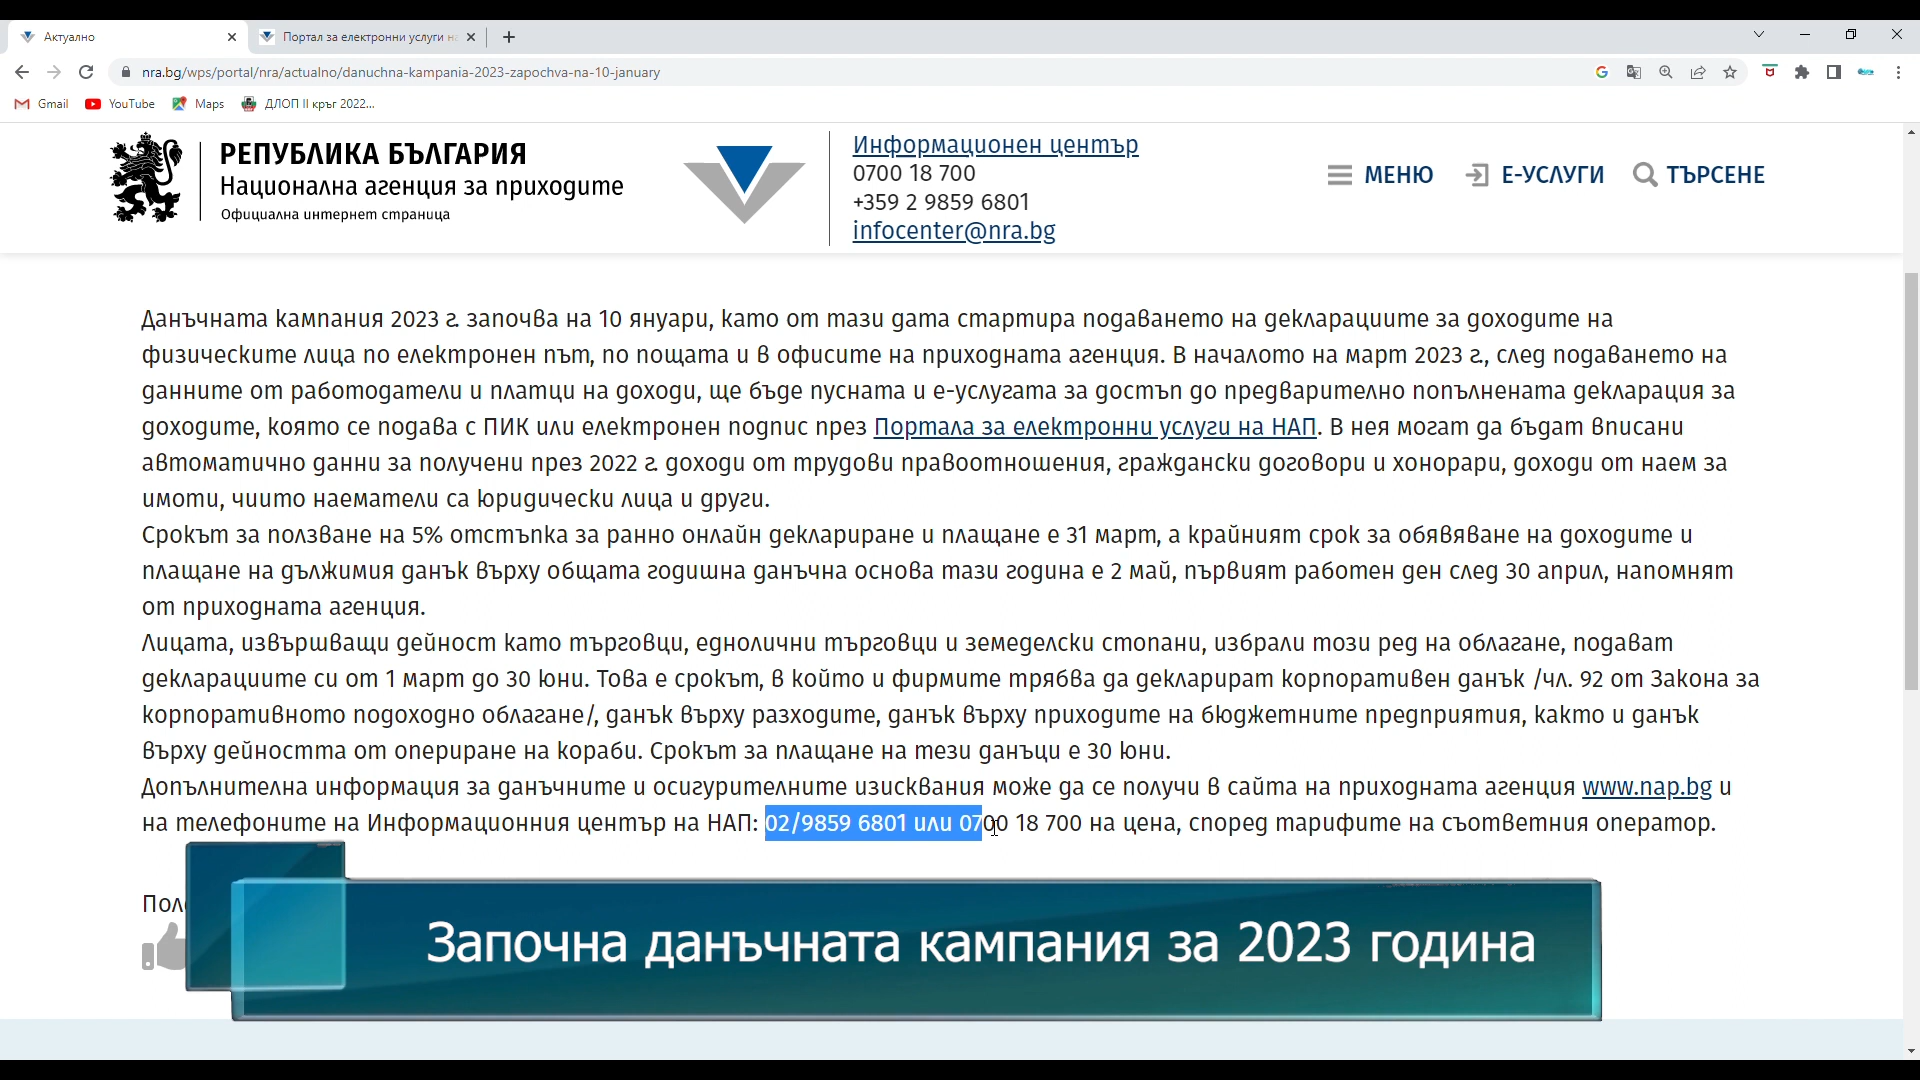 Актуално
Портал за електронни услуги н
nra.bg/wps/portal/nra/actualno/danuchna-kampania-2023-zapochva-na-10-january
Gmail
YouTube
Maps
ДЛОП II кръг 2022...
РЕПУБЛИКА БЪЛГАРИЯ
Национална агенция за приходите
Официална интернет страница
Информационен център
0700 18 700
+359 2 9859 6801
infocenter@nra.bg
МЕНЮ
Е-УСЛУГИ
ТЪРСЕНЕ
Данъчната кампания 2023 г. започва на 10 януари, като от тази дата стартира подаването на декларациите за доходите на
физическите лица по електронен път, по пощата и в офисите на приходната агенция. В началото на март 2023 г., след подаването на
данните от работодатели и платци на доходи, ще бъде пусната и е-услугата за достъп до предварително попълнената декларация за
доходите, която се подава с ПИК или електронен подпис през Портала за електронни услуги на НАП. В нея могат да бъдат вписани
автоматично данни за получени през 2022 г. доходи от трудови правоотношения, граждански договори и хонорари, доходи от наем за
имоти, чиито наематели са юридически лица и други.
Срокът за ползване на 5% отстъпка за ранно онлайн деклариране и плащане е 31 март, а крайният срок за обявяване на доходите и
плащане на дължимия данък върху общата годишна данъчна основа тази година е 2 май, първият работен ден след 30 април, напомнят
от приходната агенция.
Лицата, извършващи дейност като търговци, еднолични търговци и земеделски стопани, избрали този ред на облагане, подават
декларациите си от 1 март до 30 юни. Това е срокът, в който и фирмите трябва да декларират корпоративен данък /чл. 92 от Закона за
корпоративното подоходно облагане/, данък върху разходите, данък върху приходите на бюджетните предприятия, както и данък
върху дейността от опериране на кораби. Срокът за плащане на тези данъци е 30 юни.
Допълнителна информация за данъчните и осигурителните изисквания може да се получи в сайта на приходната агенция www.nap.bg и
на телефоните на Информационния център на НАП: 02/9859 6801 или 0700 18 700 на цена, според тарифите на съответния оператор.
Започна данъчната кампания за 2023 година